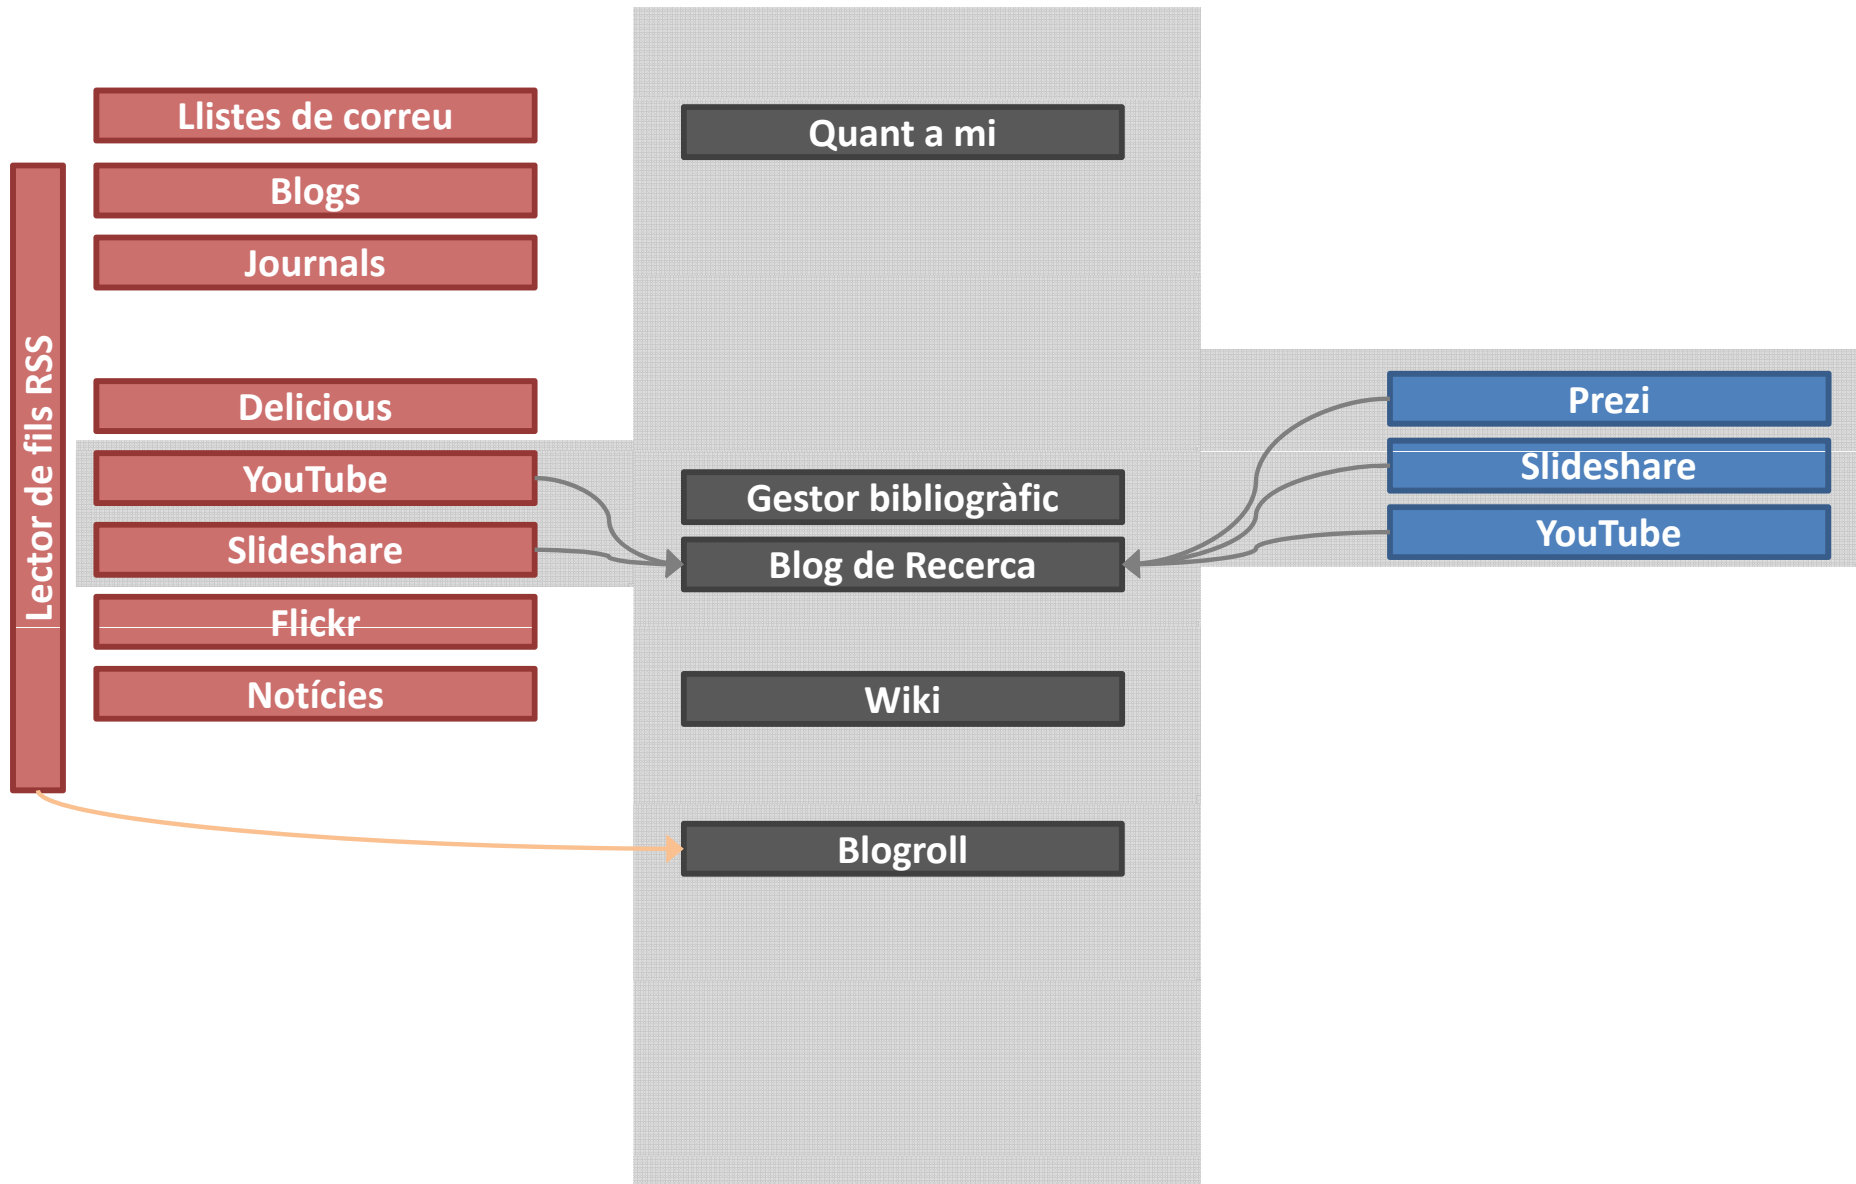 Lector de fils RSS
Llistes de correu
Blogs
Journals
Delicious
YouTube
Slideshare
Flickr
Notícies
Quant a mi
Gestor bibliogràfic
Blog de Recerca
Wiki
Blogroll
Prezi
Slideshare
YouTube